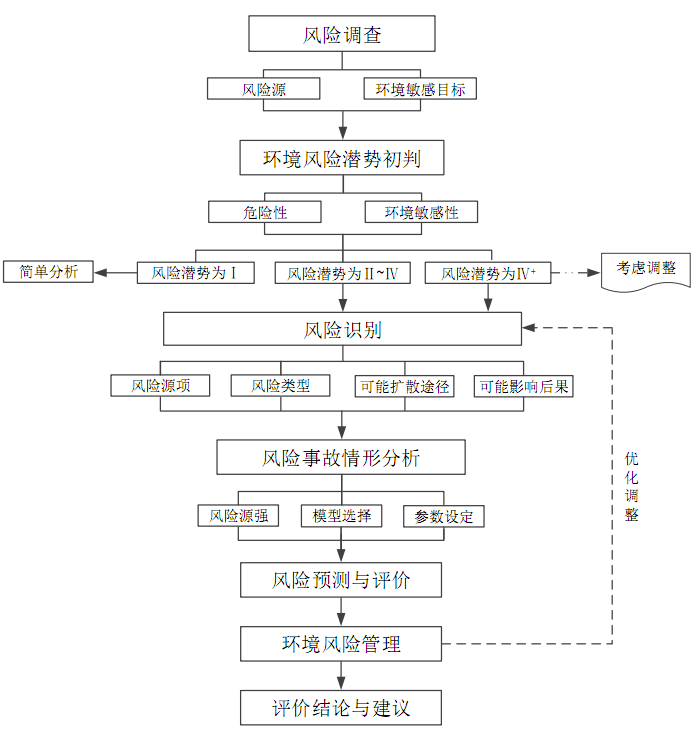 风险调查
风险源
环境敏感目标
环境风险潜势初判
危险性
环境敏感性
简单分析
风险潜势为Ⅰ
风险潜势为Ⅱ~Ⅳ
风险潜势为Ⅳ⁺
考虑调整
风险识别
风险源项
风险类型
可能扩散途径
可能影响后果
风险事故情形分析
优化调整
风险源强
模型选择
参数设定
风险预测与评价
环境风险管理
评价结论与建议